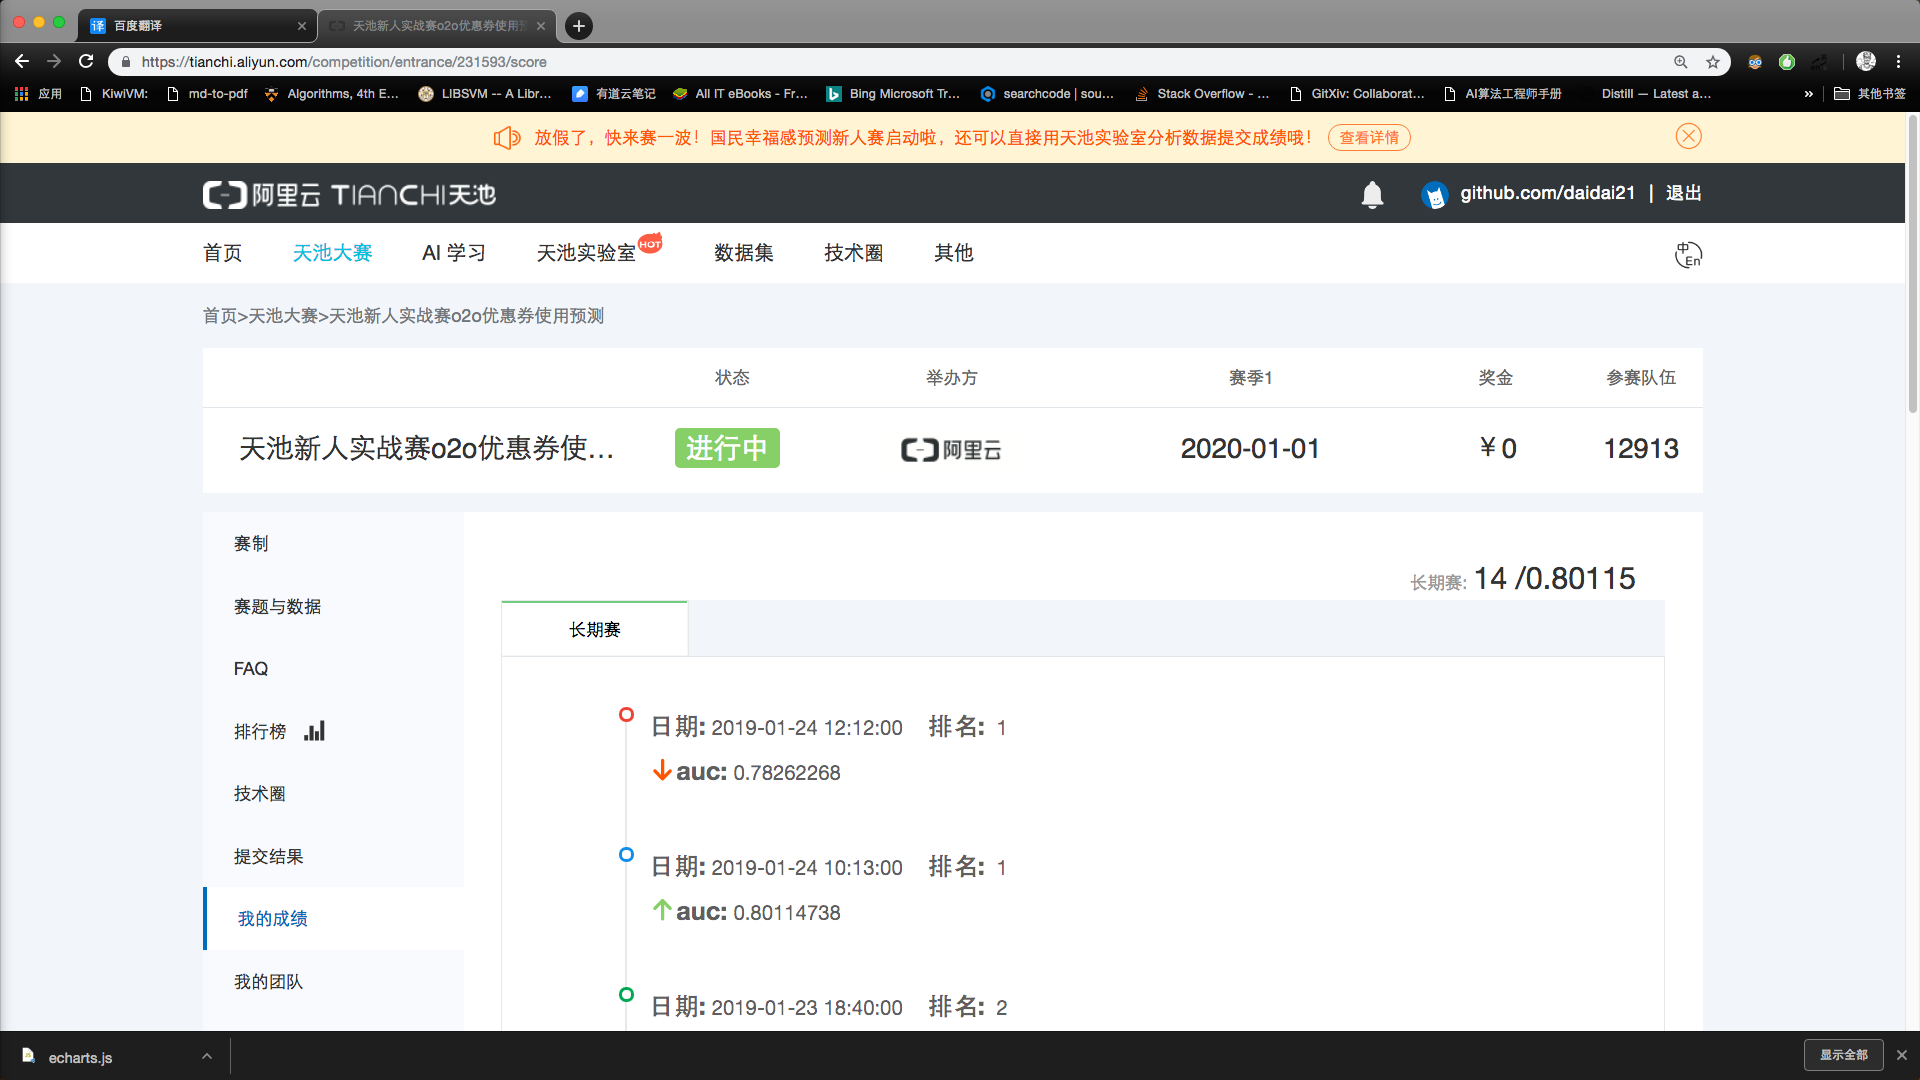 译 百度翻译
天池新人实战赛o2o优惠券使用预
https://tianchi.aliyun.com/competition/entrance/231593/score
应用 KiwiVM: md-to-pdf Algorithms, 4th E... LIBSVM -- A Libr... 有道云笔记 All IT eBooks - Fr... Bing Microsoft Tr... searchcode | sou... Stack Overflow - ... GitXiv: Collaborat... AI算法工程师手册 Distill — Latest a... » 其他书签
放假了，快来赛一波！国民幸福感预测新人赛启动啦，还可以直接用天池实验室分析数据提交成绩哦！ 查看详情
阿里云 TIANCHI天池 github.com/daidai21 | 退出
首页 天池大赛 AI 学习 天池实验室 HOT 数据集 技术圈 其他 中 En
首页>天池大赛>天池新人实战赛o2o优惠券使用预测
状态 举办方 赛季1 奖金 参赛队伍
天池新人实战赛o2o优惠券使... 进行中 阿里云 2020-01-01 ￥0 12913
赛制
赛题与数据
FAQ
排行榜
技术圈
提交结果
我的成绩
我的团队
长期赛: 14 /0.80115
长期赛
日期: 2019-01-24 12:12:00 排名: 1
auc: 0.78262268
日期: 2019-01-24 10:13:00 排名: 1
auc: 0.80114738
日期: 2019-01-23 18:40:00 排名: 2
echarts.js 显示全部